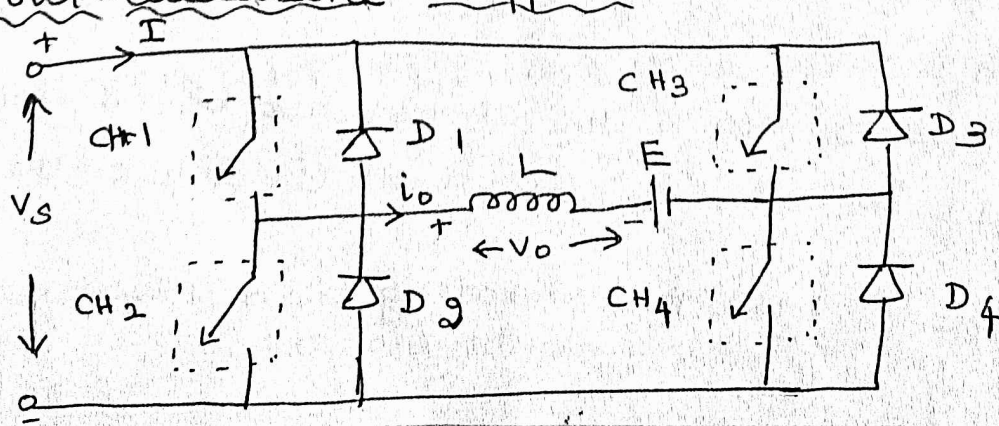 + I
CH1
D1
CH3
D3
Vs
io
+
L
- E
← Vo →
CH2
D2
CH4
D4
-